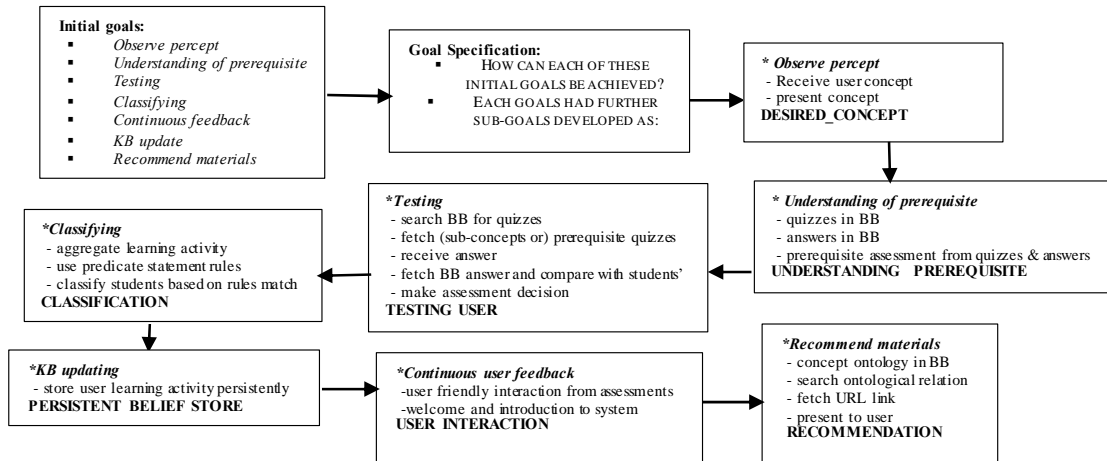 Initial goals:
▪ Observe percept
▪ Understanding of prerequisite
▪ Testing
▪ Classifying
▪ Continuous feedback
▪ KB update
▪ Recommend materials
Goal Specification:
▪ HOW CAN EACH OF THESE
INITIAL GOALS BE ACHIEVED?
▪ EACH GOALS HAD FURTHER
SUB-GOALS DEVELOPED AS:
* Observe percept
- Receive user concept
- present concept
DESIRED_CONCEPT
* Understanding of prerequisite
- quizzes in BB
- answers in BB
- prerequisite assessment from quizzes & answers
UNDERSTANDING PREREQUISITE
*Testing
- search BB for quizzes
- fetch (sub-concepts or) prerequisite quizzes
- receive answer
- fetch BB answer and compare with students’
- make assessment decision
TESTING USER
*Classifying
- aggregate learning activity
- use predicate statement rules
- classify students based on rules match
CLASSIFICATION
*KB updating
- store user learning activity persistently
PERSISTENT BELIEF STORE
*Continuous user feedback
-user friendly interaction from assessments
-welcome and introduction to system
USER INTERACTION
*Recommend materials
- concept ontology in BB
- search ontological relation
- fetch URL link
- present to user
RECOMMENDATION